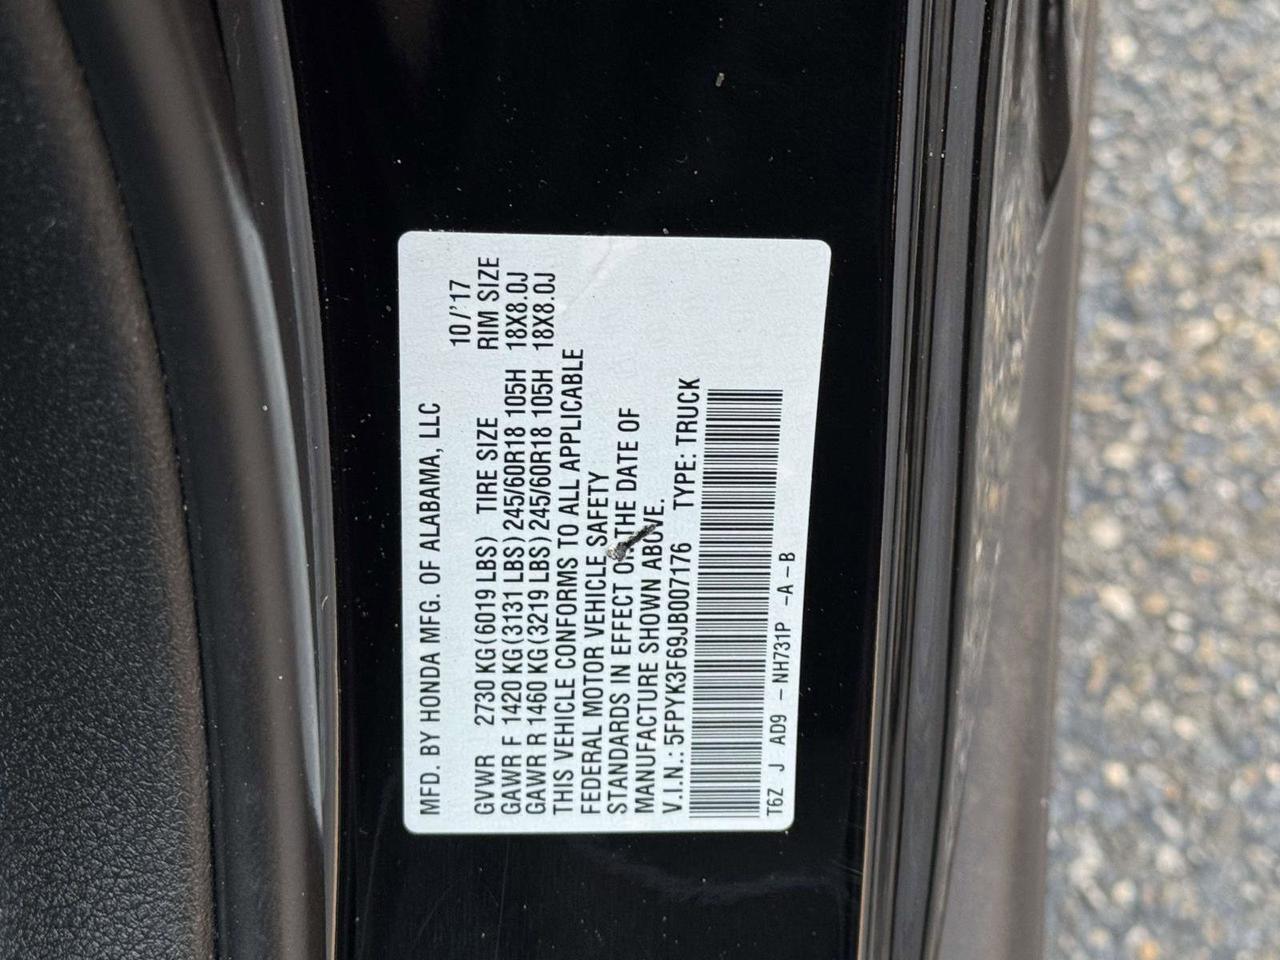 MFD. BY HONDA MFG. OF ALABAMA, LLC
10/'17
GVWR 2730 KG(6019 LBS) TIRE SIZE RIM SIZE
GAWR F 1420 KG(3131 LBS)245/60R18 105H 18X8.0J
GAWR R 1460 KG(3219 LBS)245/60R18 105H 18X8.0J
THIS VEHICLE CONFORMS TO ALL APPLICABLE
FEDERAL MOTOR VEHICLE SAFETY
STANDARDS IN EFFECT ON THE DATE OF
MANUFACTURE SHOWN ABOVE.
V.I.N.: 5FPYK3F69JB007176 TYPE: TRUCK
T6Z J AD9 -NH731P -A-B